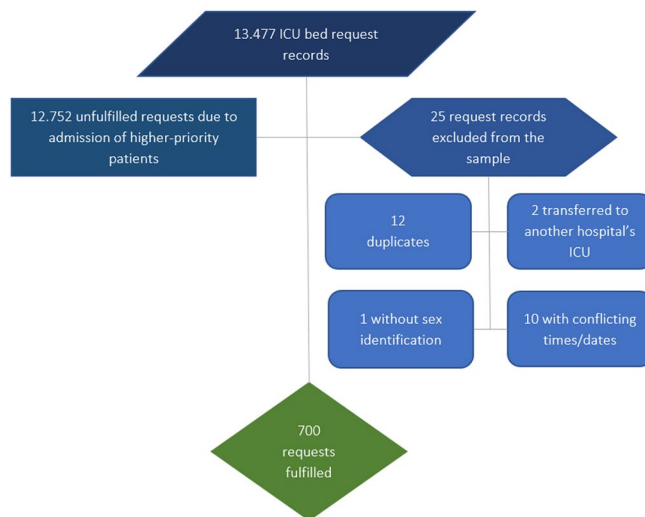 13.477 ICU bed request
records
12.752 unfulfilled requests due to
admission of higher-priority
patients
25 request records
excluded from the
sample
12
duplicates
2 transferred to
another hospital's
ICU
1 without sex
identification
10 with conflicting
times/dates
700
requests
fulfilled